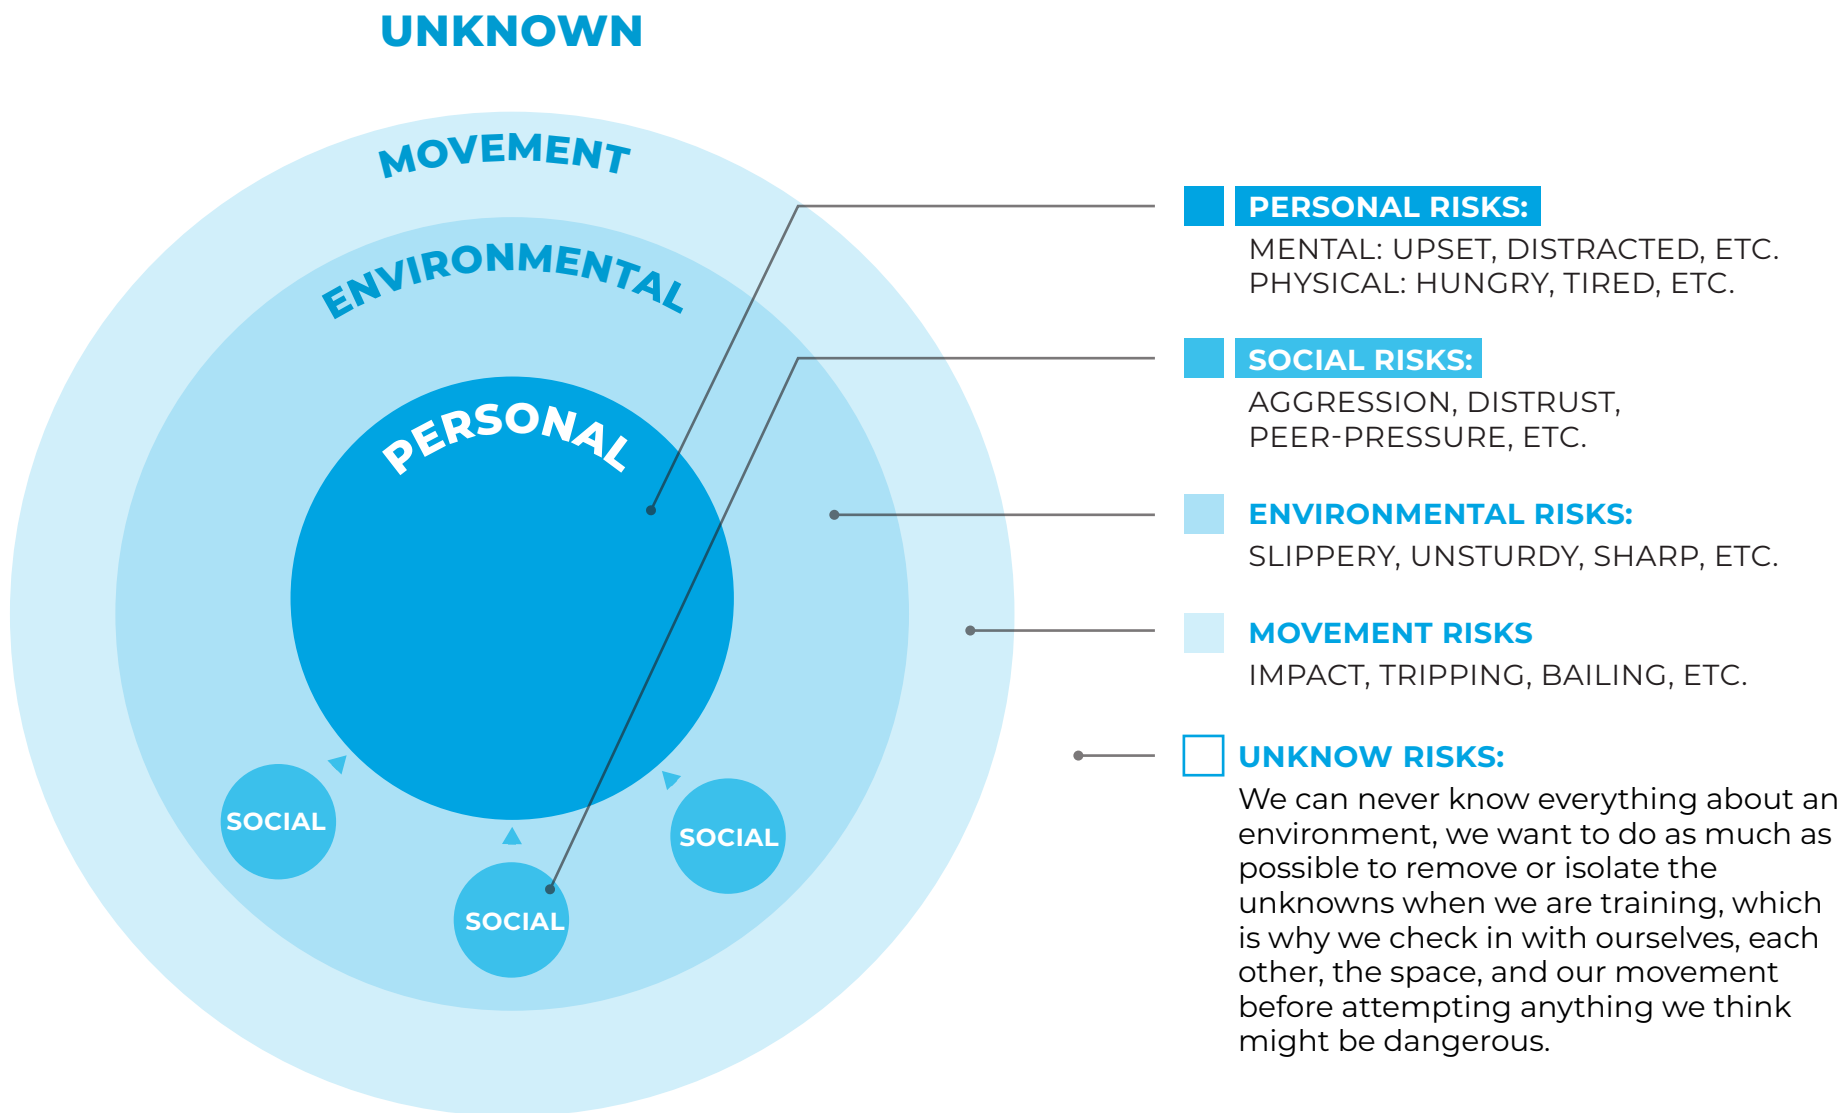 UNKNOWN
MOVEMENT
ENVIRONMENTAL
PERSONAL
SOCIAL
SOCIAL
SOCIAL
PERSONAL RISKS:
MENTAL: UPSET, DISTRACTED, ETC.
PHYSICAL: HUNGRY, TIRED, ETC.
SOCIAL RISKS:
AGGRESSION, DISTRUST,
PEER-PRESSURE, ETC.
ENVIRONMENTAL RISKS:
SLIPPERY, UNSTURDY, SHARP, ETC.
MOVEMENT RISKS
IMPACT, TRIPPING, BAILING, ETC.
UNKNOW RISKS:
We can never know everything about an
environment, we want to do as much as
possible to remove or isolate the
unknowns when we are training, which
is why we check in with ourselves, each
other, the space, and our movement
before attempting anything we think
might be dangerous.